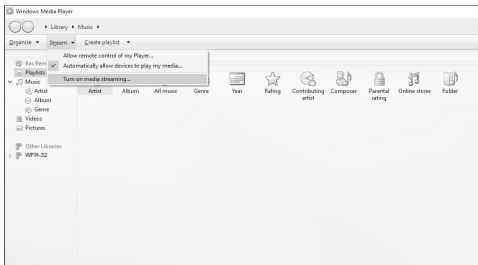 Windows Media Player
Library Music
Organize Stream Create playlist
Allow remote control of my Player...
Automatically allow devices to play my media...
Turn on media streaming...
Bas Rem
Playlists
Music
Artist
Album
Genre
Videos
Pictures
Other Libraries
WFR-32
Artist Album All music Genre Year Rating Contributing artist Composer Parental rating Online stores Folder